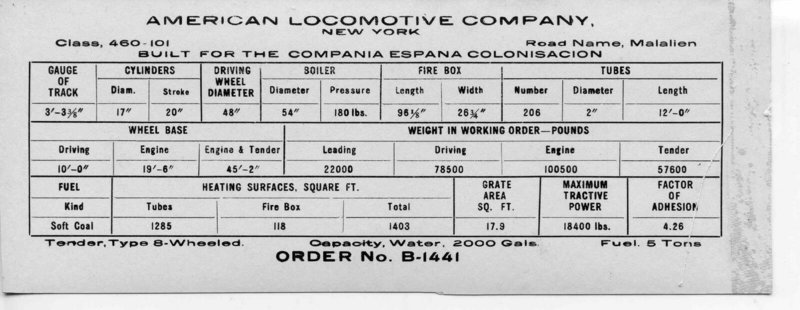 AMERICAN LOCOMOTIVE COMPANY,
NEW YORK
Class, 460-101 Road Name, Malalien
BUILT FOR THE COMPANIA ESPANA COLONISACION
GAUGE OF TRACK CYLINDERS DRIVING WHEEL DIAMETER BOILER FIRE BOX TUBES
Diam. Stroke Diameter Pressure Length Width Number Diameter Length
3'-3⅜" 17" 20" 48" 54" 180 lbs. 96⅛" 26¾" 206 2" 12'-0"
WHEEL BASE WEIGHT IN WORKING ORDER—POUNDS
Driving Engine Engine & Tender Leading Driving Engine Tender
10'-0" 19'-6" 45'-2" 22000 78500 100500 57600
FUEL HEATING SURFACES, SQUARE FT. GRATE AREA SQ. FT. MAXIMUM TRACTIVE POWER FACTOR OF ADHESION
Kind Tubes Fire Box Total
Soft Coal 1285 118 1403 17.9 18400 lbs. 4.26
Tender, Type 8-Wheeled. Capacity, Water, 2000 Gals. Fuel. 5 Tons
ORDER No. B-1441